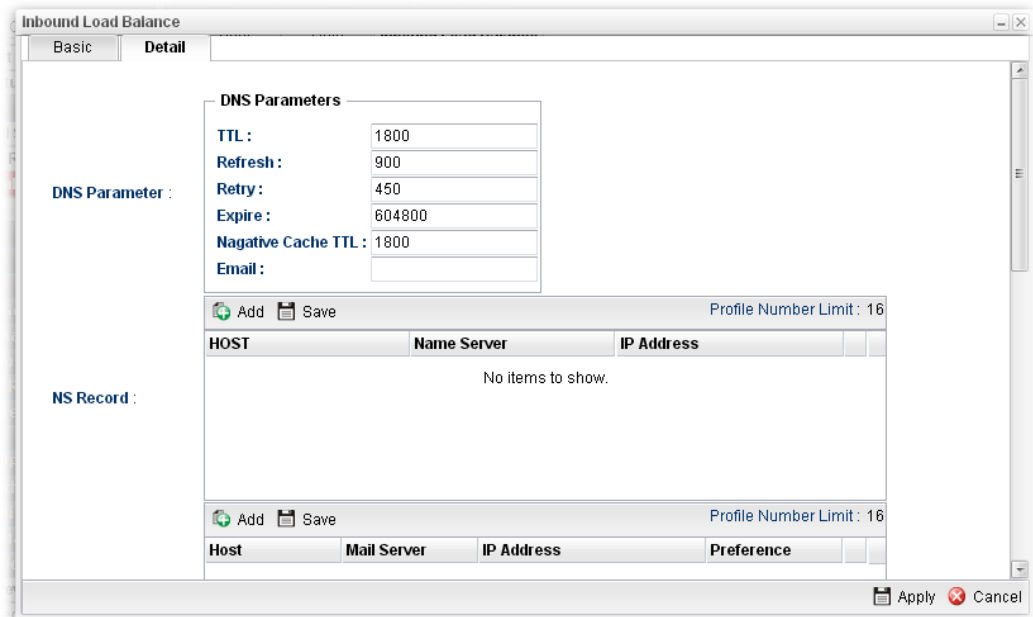 Inbound Load Balance
Basic Detail
DNS Parameters
TTL : 1800
Refresh : 900
Retry : 450
DNS Parameter :
Expire : 604800
Nagative Cache TTL : 1800
Email :
Add Save Profile Number Limit : 16
HOST Name Server IP Address
No items to show.
NS Record :
Add Save Profile Number Limit : 16
Host Mail Server IP Address Preference
Apply Cancel